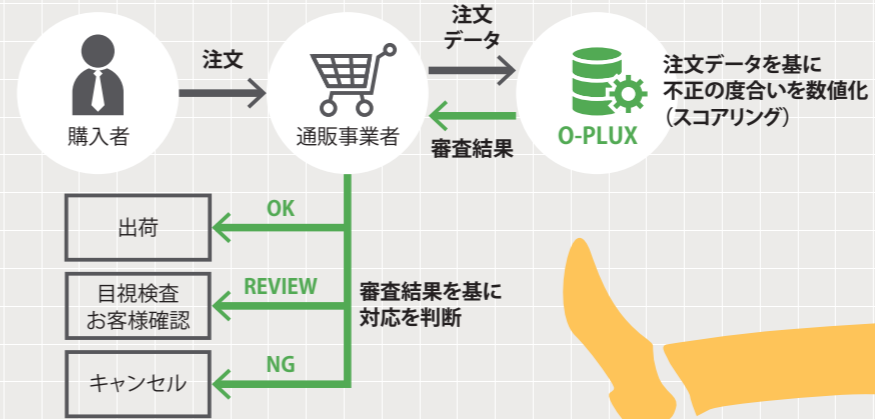 注文
注文
データ
購入者
通販事業者
O-PLUX
注文データを基に
不正の度合いを数値化
（スコアリング）
審査結果
出荷
OK
目視検査
お客様確認
REVIEW
審査結果を基に
対応を判断
キャンセル
NG